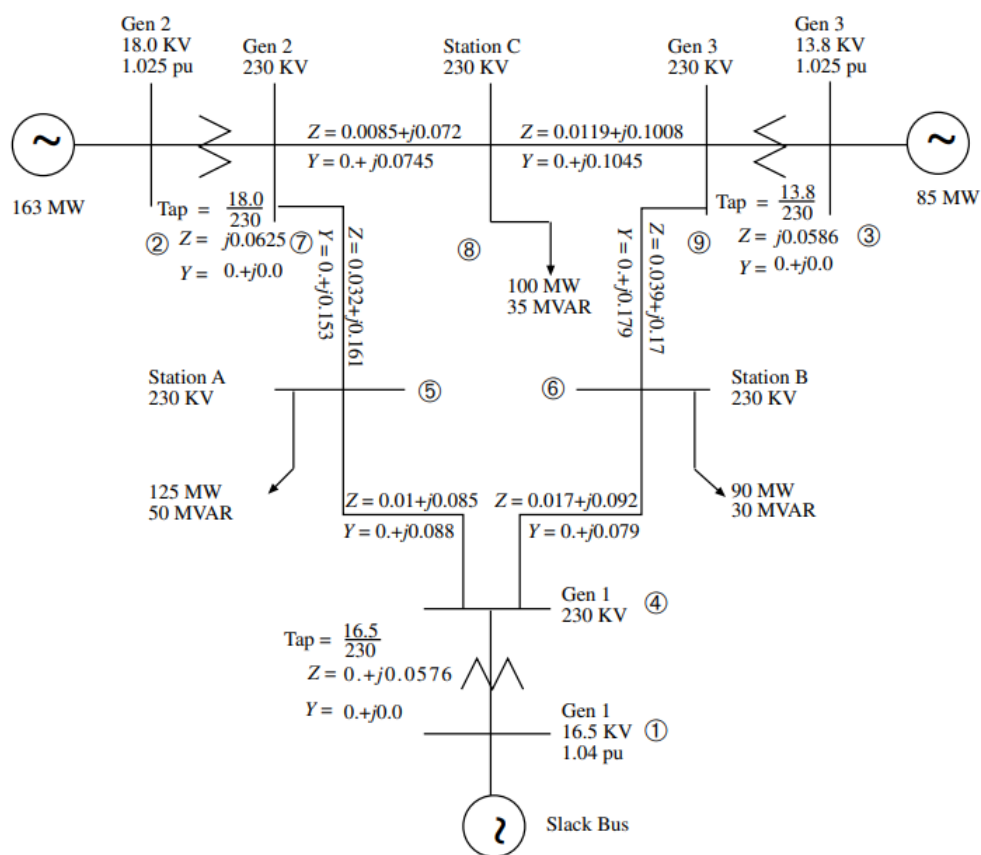 Gen 2
18.0 KV
1.025 pu
Gen 2
230 KV
Station C
230 KV
Gen 3
230 KV
Gen 3
13.8 KV
1.025 pu
Z = 0.0085+j0.072
Y = 0.+ j0.0745
Z = 0.0119+j0.1008
Y = 0.+j0.1045
~
163 MW
~
85 MW
Tap = 18.0/230
② Z = j0.0625 ⑦
Y = 0.+j0.0
Z = 0.032+j0.161
Y = 0.+j0.153
⑧
100 MW
35 MVAR
Z = 0.039+j0.17
Y = 0.+j0.179
⑨
Tap = 13.8/230
Z = j0.0586 ③
Y = 0.+j0.0
Station A
230 KV
⑤
⑥
Station B
230 KV
125 MW
50 MVAR
Z = 0.01+j0.085
Y = 0.+j0.088
Z = 0.017+j0.092
Y = 0.+j0.079
90 MW
30 MVAR
Gen 1
230 KV
④
Tap = 16.5/230
Z = 0.+j0.0576
Y = 0.+j0.0
Gen 1
16.5 KV
1.04 pu
①
~
Slack Bus